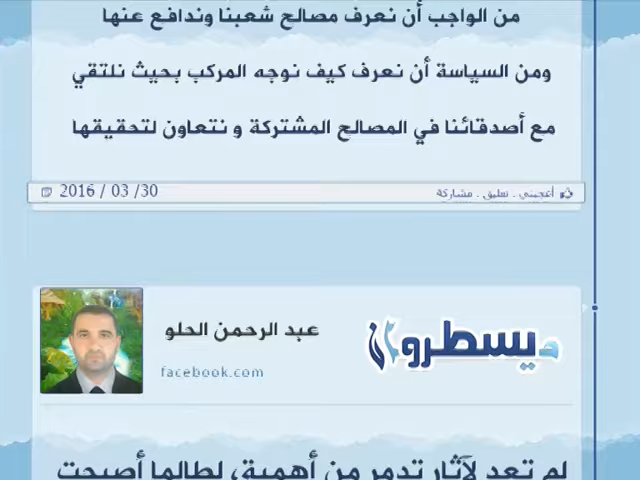 من الواجب أن نعرف مصالح شعبنا وندافع عنها
ومن السياسة أن نعرف كيف نوجه المركب بحيث نلتقي
مع أصدقائنا في المصالح المشتركة و نتعاون لتحقيقها
أعجبني . تعليق . مشاركة
2016 / 03 /30
عبد الرحمن الحلو
facebook.com
يسطرون
لم تعد لآثار تدمر من أهمية، لطالما أصبحت